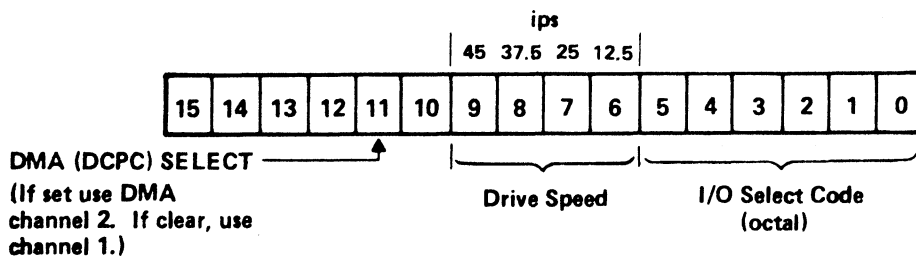 ips
45 37.5 25 12.5
15 14 13 12 11 10 9 8 7 6 5 4 3 2 1 0
DMA (DCPC) SELECT
(If set use DMA
channel 2. If clear, use
channel 1.)
Drive Speed
I/O Select Code
(octal)